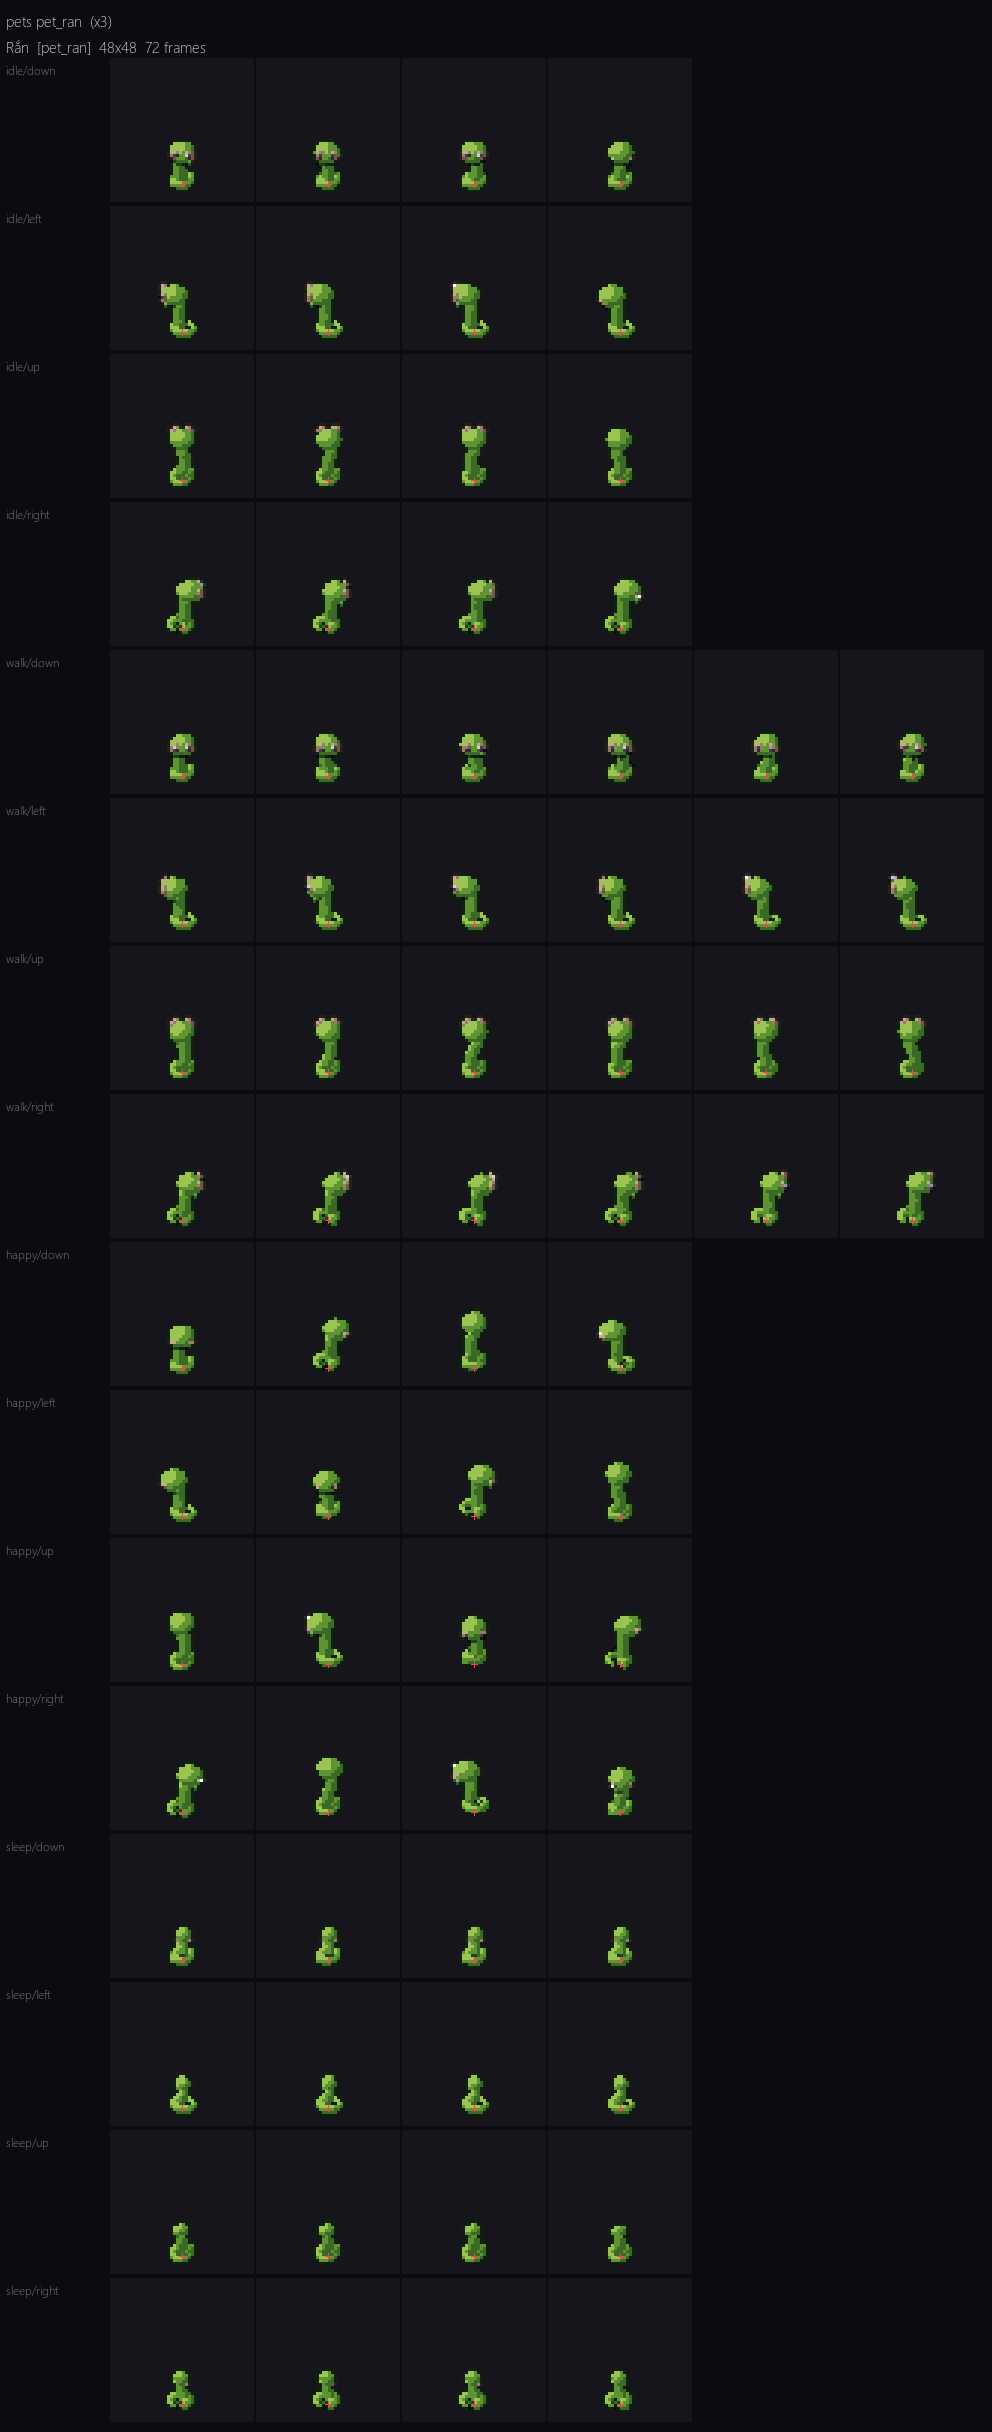 pets pet_ran (x3)
Rắn [pet_ran] 48x48 72 frames
idle/down
idle/left
idle/up
idle/right
walk/down
walk/left
walk/up
walk/right
happy/down
happy/left
happy/up
happy/right
sleep/down
sleep/left
sleep/up
sleep/right